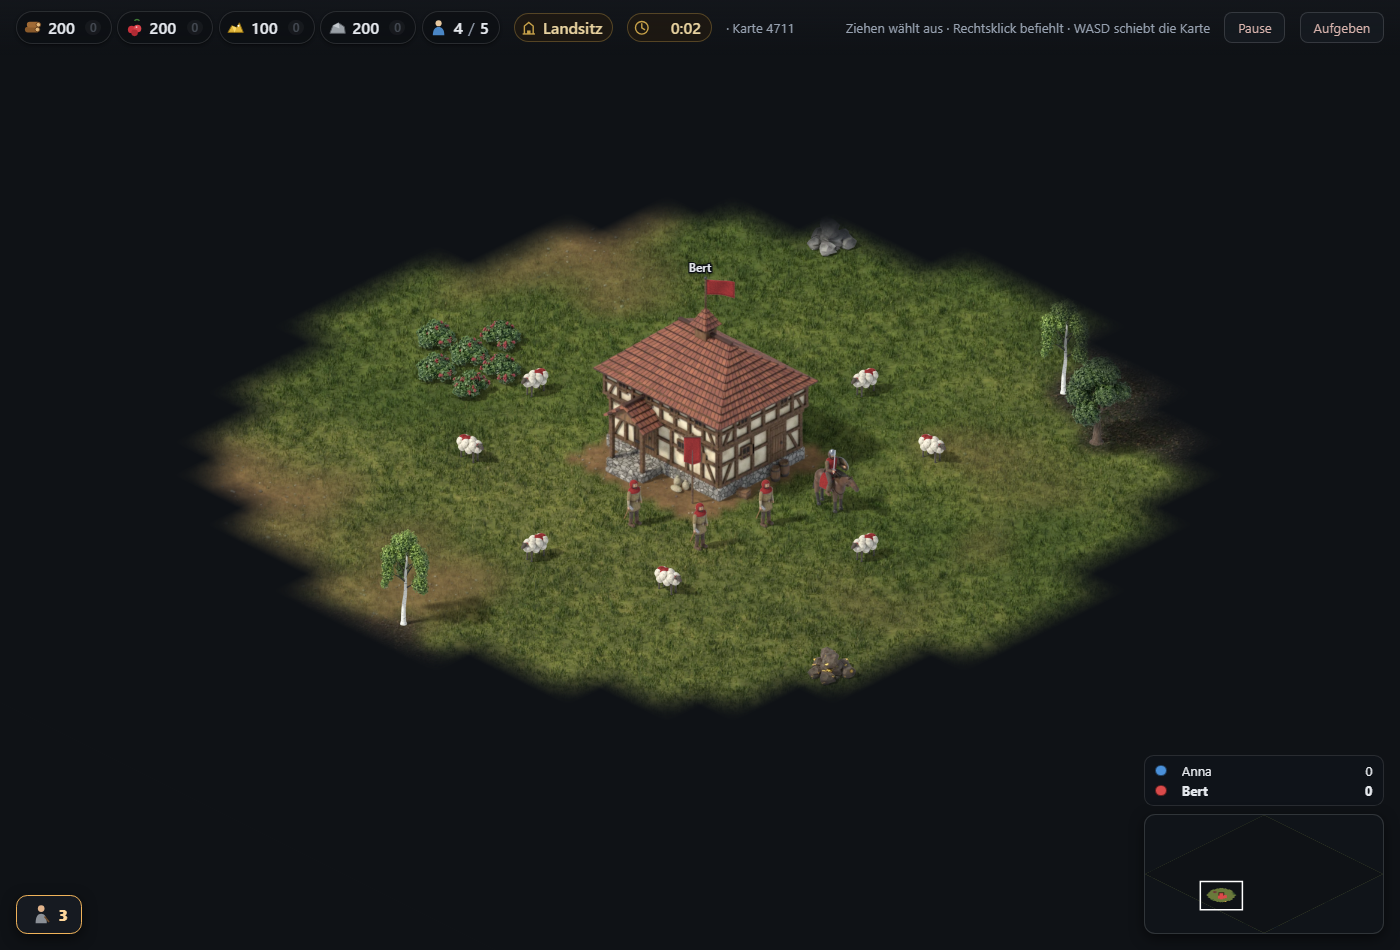 200 0 200 0 100 0 200 0 4 / 5 Landsitz 0:02 · Karte 4711 Ziehen wählt aus · Rechtsklick befiehlt · WASD schiebt die Karte Pause Aufgeben
Bert
Anna 0
Bert 0
3